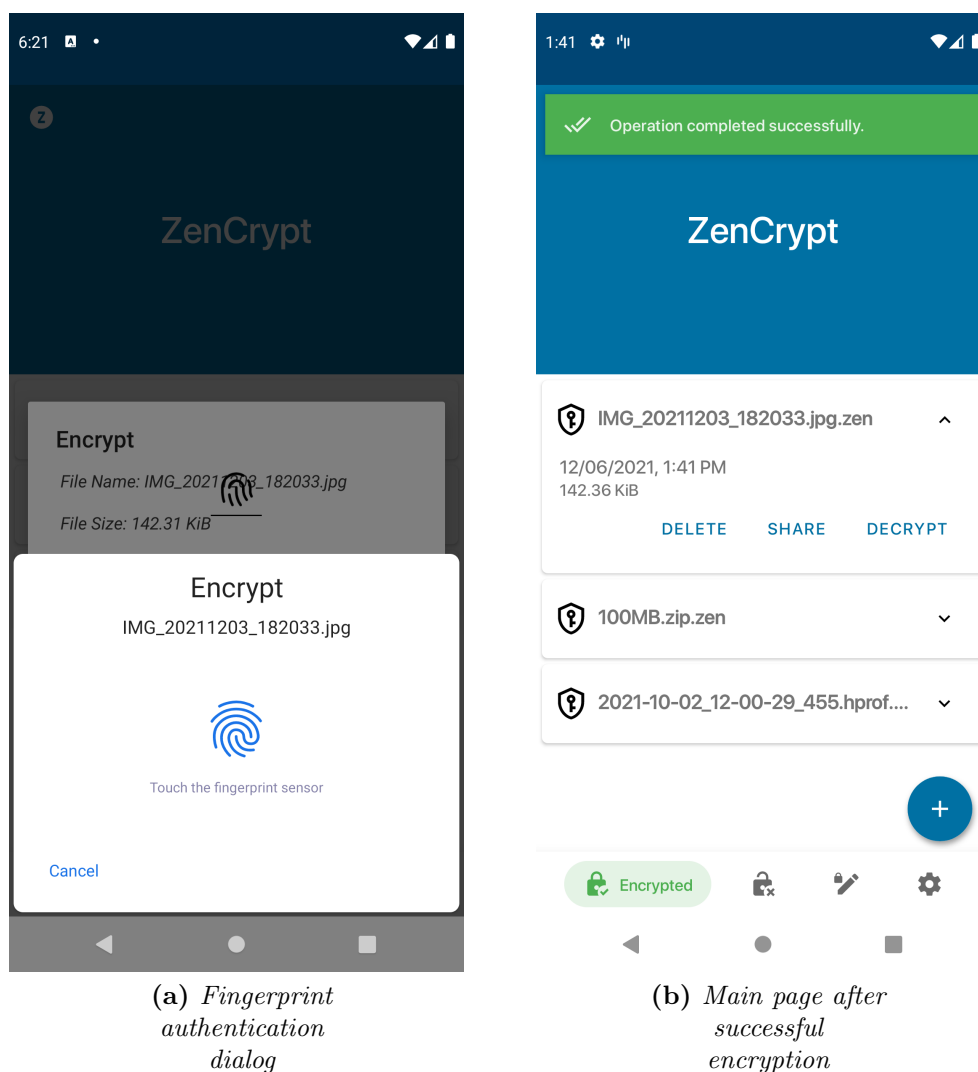 6:21
Z
ZenCrypt
Encrypt
File Name: IMG_20211203_182033.jpg
File Size: 142.31 KiB
Encrypt
IMG_20211203_182033.jpg
Touch the fingerprint sensor
Cancel
(a) Fingerprint
authentication
dialog
1:41
Operation completed successfully.
ZenCrypt
IMG_20211203_182033.jpg.zen
12/06/2021, 1:41 PM
142.36 KiB
DELETE SHARE DECRYPT
100MB.zip.zen
2021-10-02_12-00-29_455.hprof....
Encrypted
(b) Main page after
successful
encryption